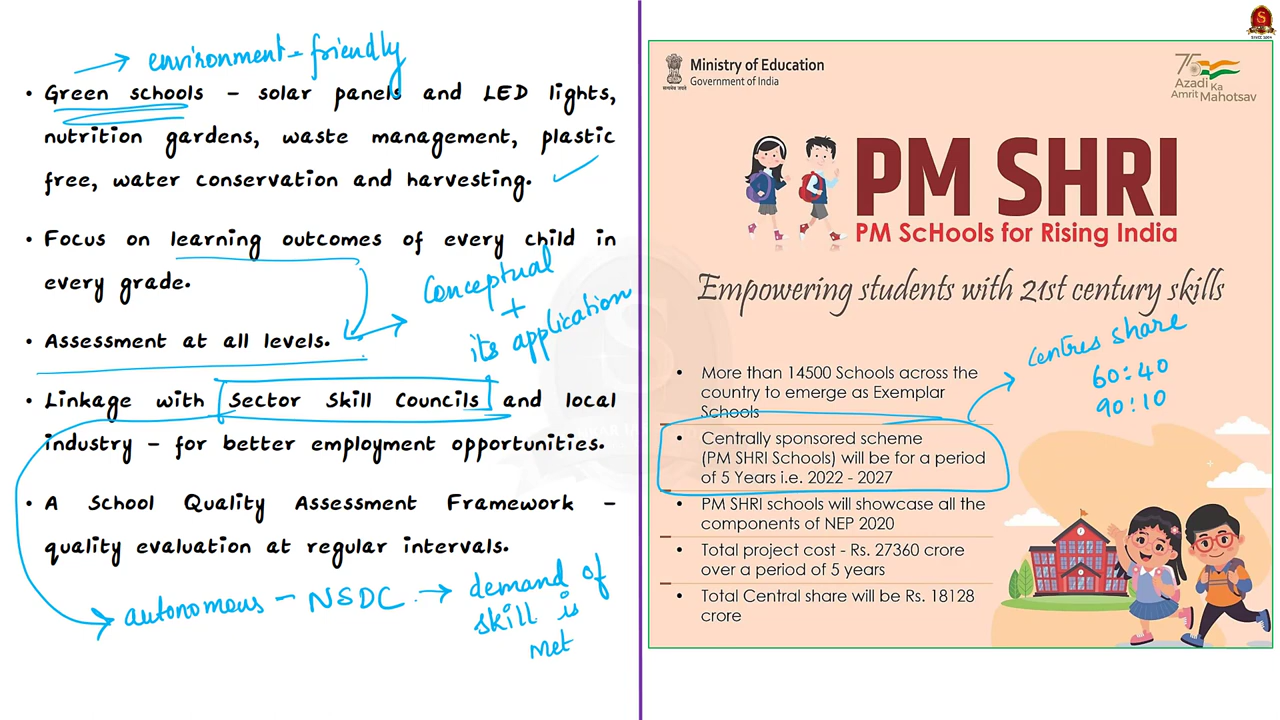 → environment - friendly
• Green schools – solar panels and LED lights,
nutrition gardens, waste management, plastic
free, water conservation and harvesting.
• Focus on learning outcomes of every child in
every grade.
Conceptual
+
its application
• Assessment at all levels.
• Linkage with Sector Skill Councils and local
industry – for better employment opportunities.
• A School Quality Assessment Framework –
quality evaluation at regular intervals.
autonomous – NSDC → demand of
skill is
met
Ministry of Education
Government of India
75
Azadi Ka
Amrit Mahotsav
PM SHRI
PM ScHools for Rising India
Empowering students with 21st century skills
Centres share
60:40
90:10
• More than 14500 Schools across the
country to emerge as Exemplar
Schools
• Centrally sponsored scheme
(PM SHRI Schools) will be for a period
of 5 Years i.e. 2022 - 2027
• PM SHRI schools will showcase all the
components of NEP 2020
• Total project cost - Rs. 27360 crore
over a period of 5 years
• Total Central share will be Rs. 18128
crore